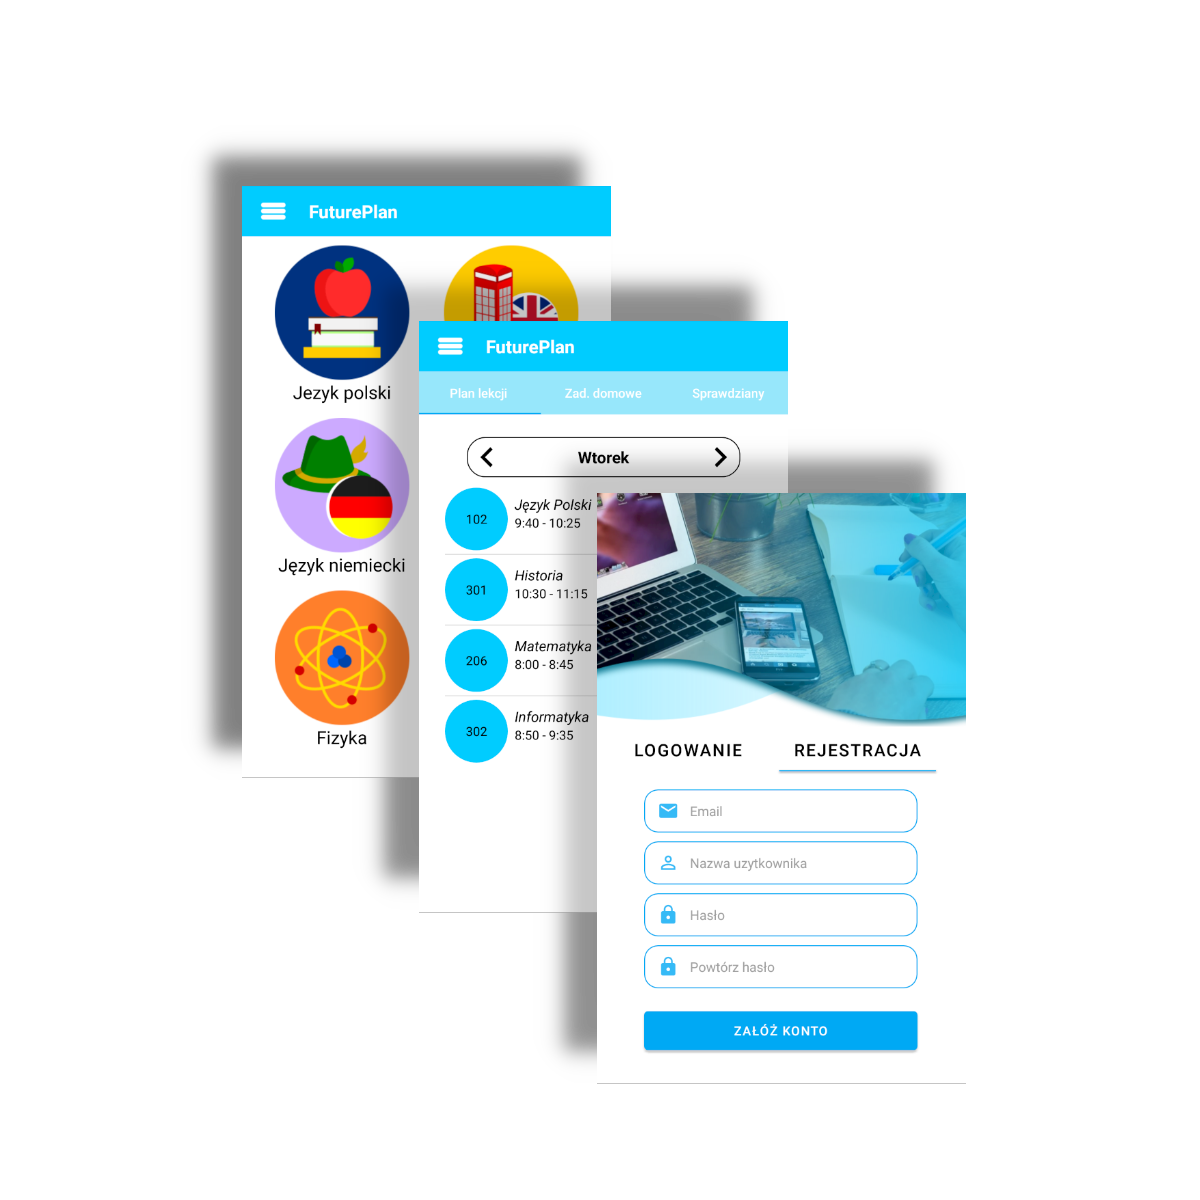 FuturePlan
Jezyk polski
Język niemiecki
Fizyka
FuturePlan
Plan lekcji Zad. domowe Sprawdziany
Wtorek
102 Język Polski
9:40 - 10:25
301 Historia
10:30 - 11:15
206 Matematyka
8:00 - 8:45
302 Informatyka
8:50 - 9:35
LOGOWANIE REJESTRACJA
Email
Nazwa uzytkownika
Hasło
Powtórz hasło
ZAŁÓŻ KONTO